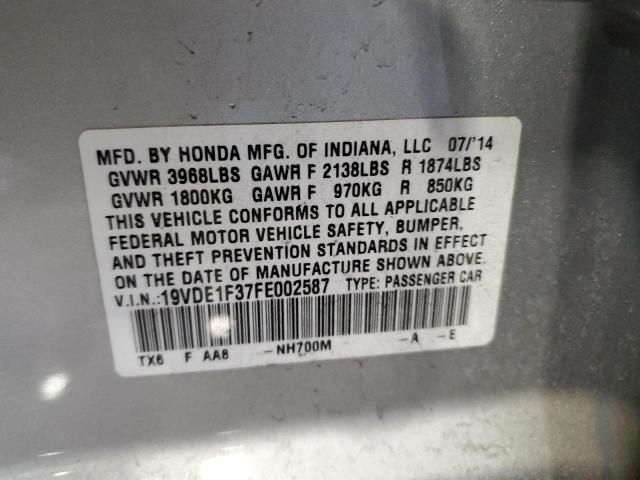 MFD. BY HONDA MFG. OF INDIANA, LLC 07/'14
GVWR 3968LBS GAWR F 2138LBS R 1874LBS
GVWR 1800KG GAWR F 970KG R 850KG
THIS VEHICLE CONFORMS TO ALL APPLICABLE
FEDERAL MOTOR VEHICLE SAFETY, BUMPER,
AND THEFT PREVENTION STANDARDS IN EFFECT
ON THE DATE OF MANUFACTURE SHOWN ABOVE.
V.I.N.:19VDE1F37FE002587 TYPE: PASSENGER CAR
TX6 F AA8 -NH700M -A -E